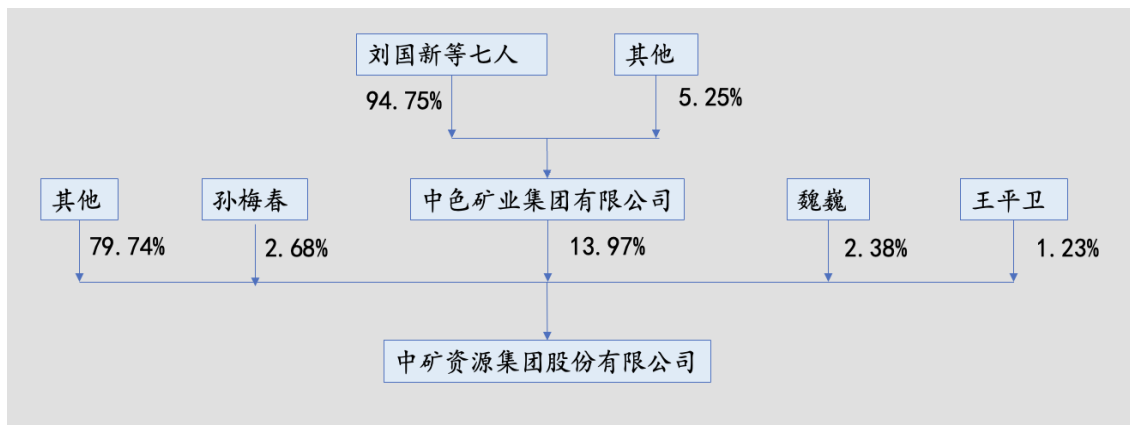 刘国新等七人
其他
94.75%
5.25%
其他
孙梅春
中色矿业集团有限公司
魏巍
王平卫
79.74%
2.68%
13.97%
2.38%
1.23%
中矿资源集团股份有限公司